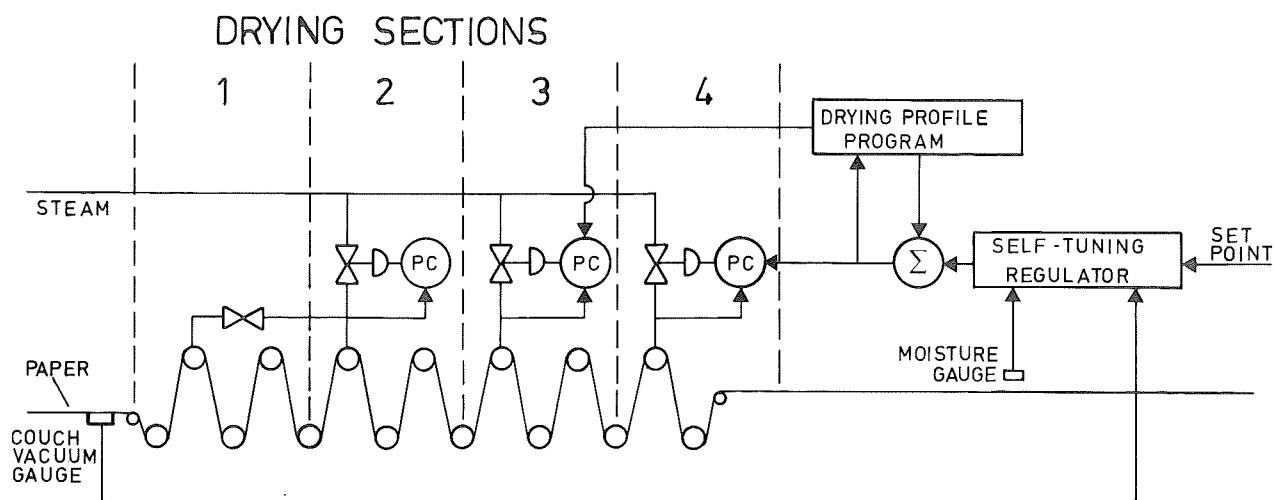 DRYING SECTIONS
1
2
3
4
DRYING PROFILE
PROGRAM
STEAM
PC
PC
PC
Σ
SELF-TUNING
REGULATOR
SET
POINT
MOISTURE
GAUGE
PAPER
COUCH
VACUUM
GAUGE